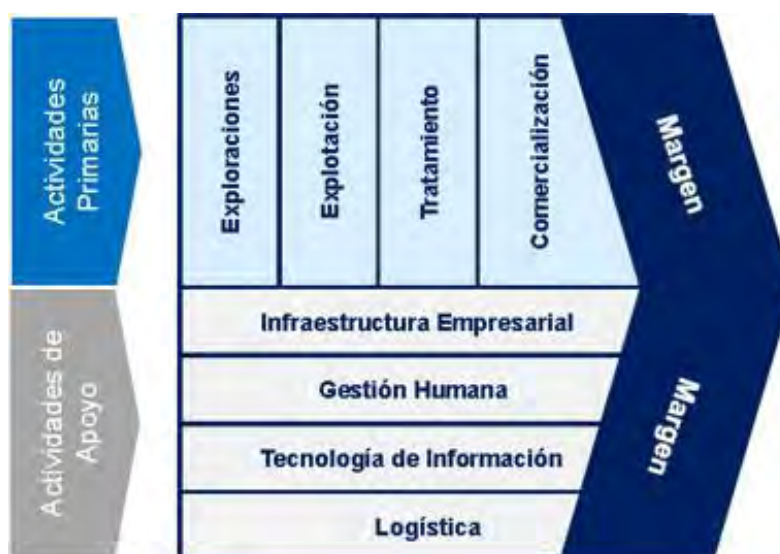 Actividades
Primarias
Exploraciones
Explotación
Tratamiento
Comercialización
Margen
Actividades de
Apoyo
Infraestructura Empresarial
Gestión Humana
Tecnología de Información
Logística
Margen